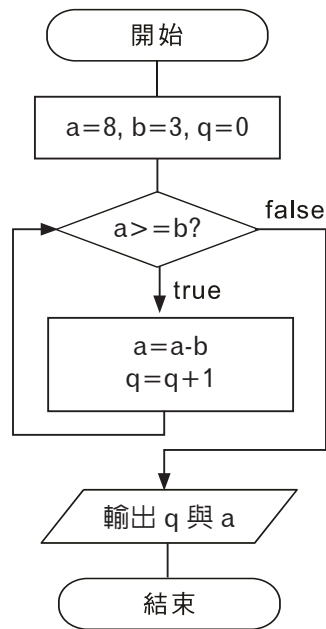 開始
a=8, b=3, q=0
a>=b?
false
true
a=a-b
q=q+1
輸出 q 與 a
結束